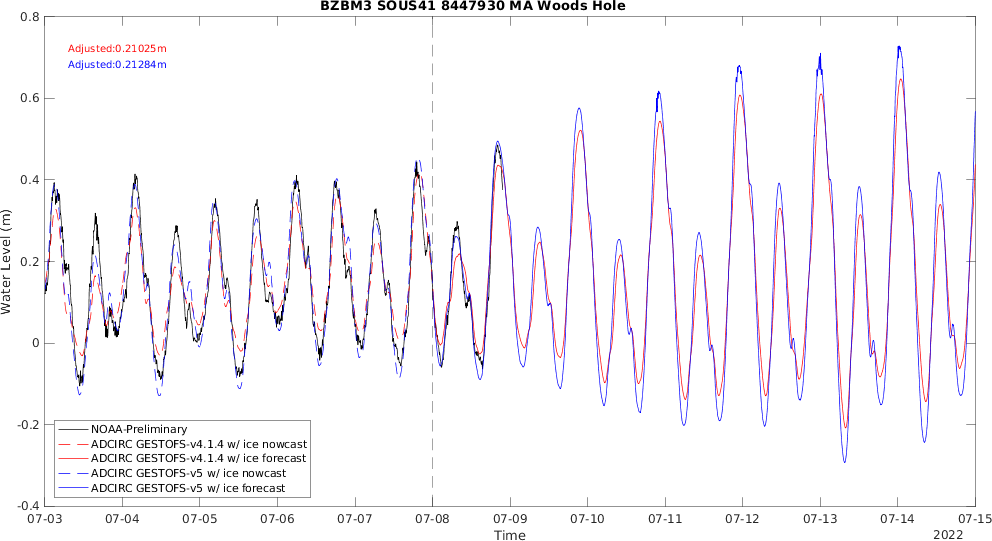 BZBM3 SOUS41 8447930 MA Woods Hole
Adjusted:0.21025m
Adjusted:0.21284m
Water Level (m)
0.8
0.6
0.4
0.2
0
-0.2
-0.4
NOAA-Preliminary
ADCIRC GESTOFS-v4.1.4 w/ ice nowcast
ADCIRC GESTOFS-v4.1.4 w/ ice forecast
ADCIRC GESTOFS-v5 w/ ice nowcast
ADCIRC GESTOFS-v5 w/ ice forecast
07-03 07-04 07-05 07-06 07-07 07-08 07-09 07-10 07-11 07-12 07-13 07-14 07-15
Time
2022